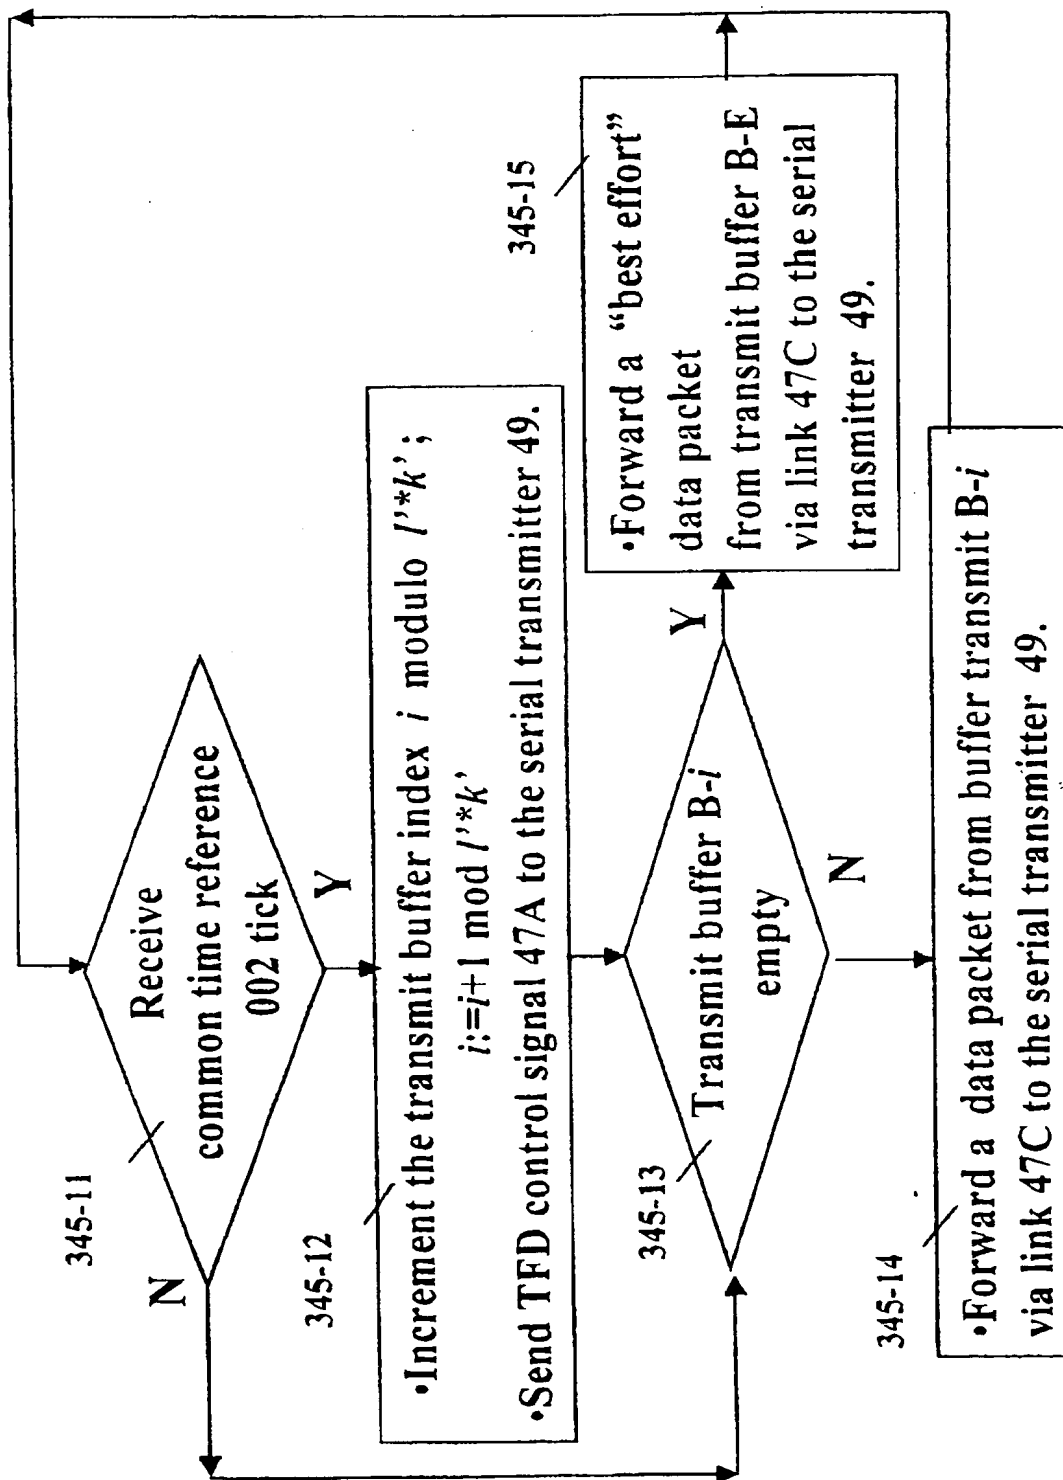 345-11
Receive
common time reference
002 tick
N
Y
345-12
•Increment the transmit buffer index i modulo l'*k';
i:=i+1 mod l'*k'
•Send TFD control signal 47A to the serial transmitter 49.
345-13
Transmit buffer B-i
empty
Y
N
345-15
•Forward a “best effort”
data packet
from transmit buffer B-E
via link 47C to the serial
transmitter 49.
345-14
•Forward a data packet from buffer transmit B-i
via link 47C to the serial transmitter 49.